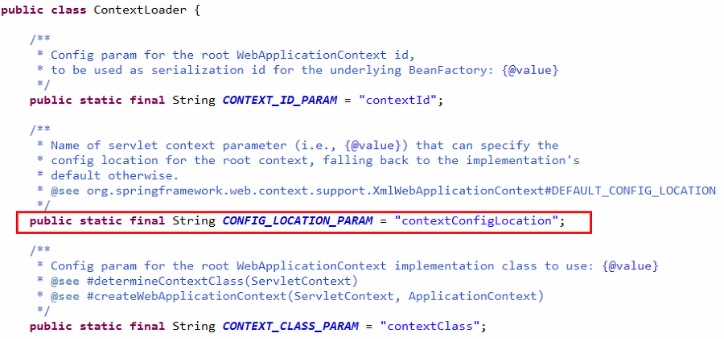 public class ContextLoader {
/**
* Config param for the root WebApplicationContext id,
* to be used as serialization id for the underlying BeanFactory: {@value}
*/
public static final String CONTEXT_ID_PARAM = "contextId";
/**
* Name of servlet context parameter (i.e., {@value}) that can specify the
* config location for the root context, falling back to the implementation's
* default otherwise.
* @see org.springframework.web.context.support.XmlWebApplicationContext#DEFAULT_CONFIG_LOCATION
*/
public static final String CONFIG_LOCATION_PARAM = "contextConfigLocation";
/**
* Config param for the root WebApplicationContext implementation class to use: {@value}
* @see #determineContextClass(ServletContext)
* @see #createWebApplicationContext(ServletContext, ApplicationContext)
*/
public static final String CONTEXT_CLASS_PARAM = "contextClass";